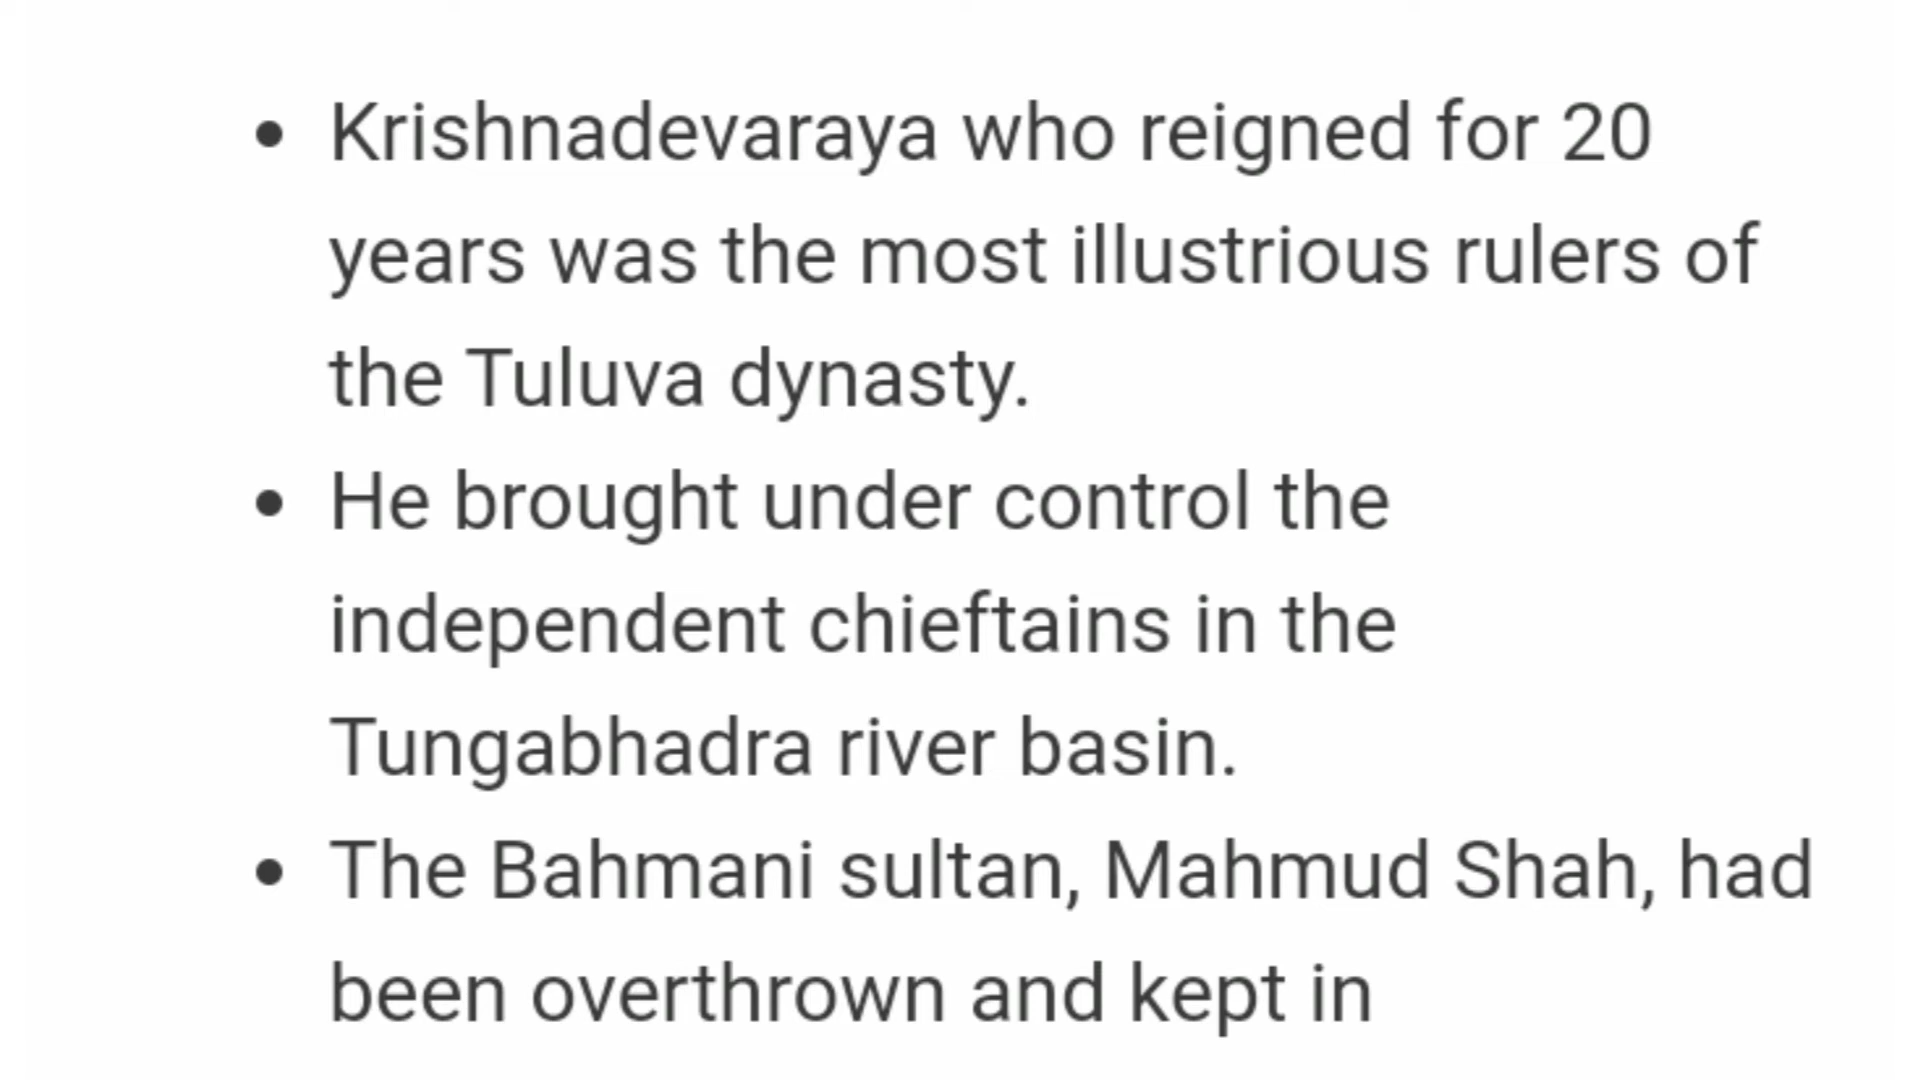 • Krishnadevaraya who reigned for 20
years was the most illustrious rulers of
the Tuluva dynasty.
• He brought under control the
independent chieftains in the
Tungabhadra river basin.
• The Bahmani sultan, Mahmud Shah, had
been overthrown and kept in